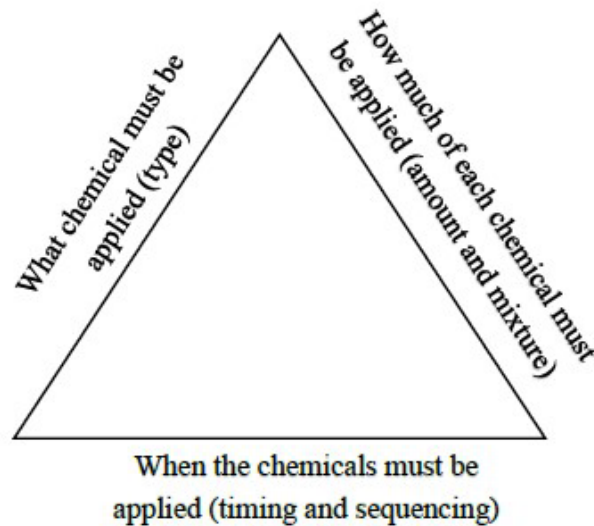 What chemical must be
applied (type)
How much of each chemical must
be applied (amount and mixture)
When the chemicals must be
applied (timing and sequencing)